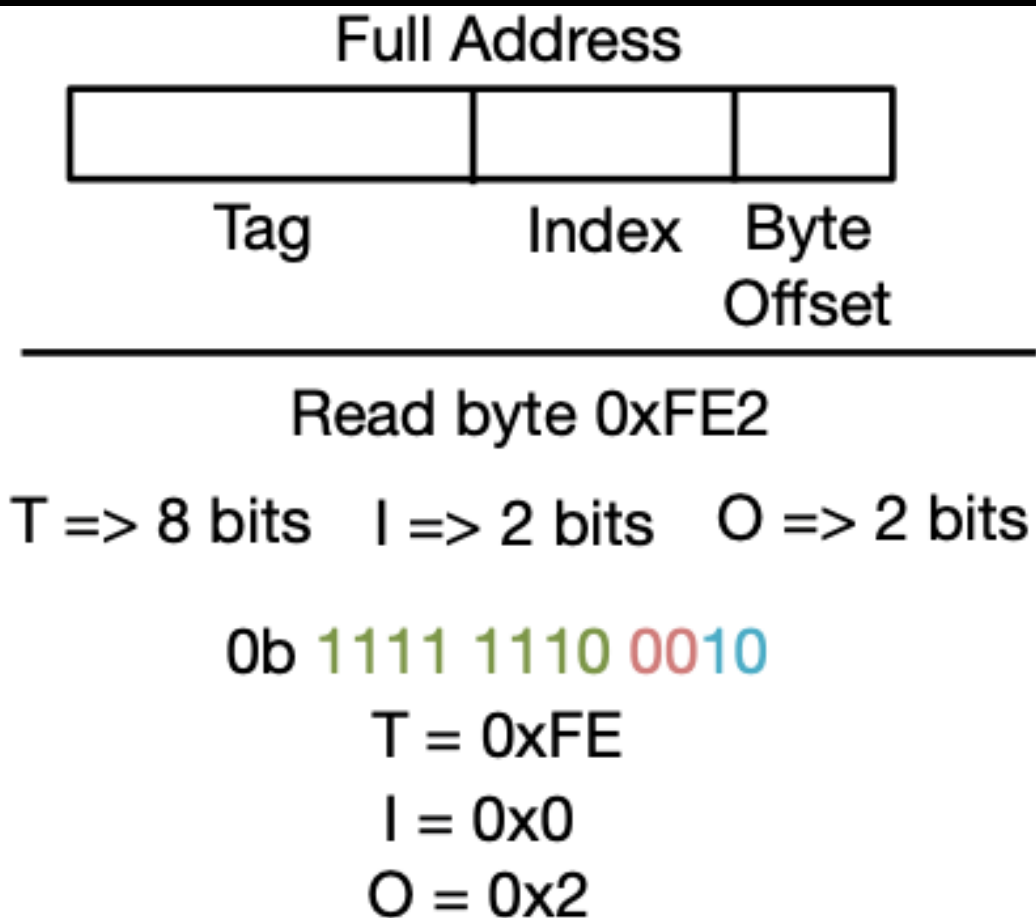 Full Address
Tag Index Byte
Offset
Read byte 0xFE2
T => 8 bits I => 2 bits O => 2 bits
0b 1111 1110 0010
T = 0xFE
I = 0x0
O = 0x2